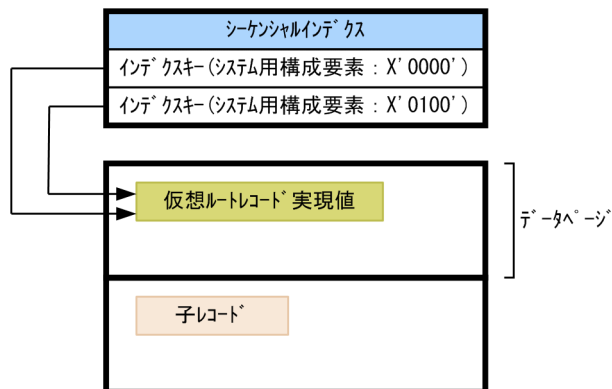 ｼｰｹﾝｼｬﾙｲﾝﾃﾞｸｽ
ｲﾝﾃﾞｸｽｷｰ(ｼｽﾃﾑ用構成要素：X'0000')
ｲﾝﾃﾞｸｽｷｰ(ｼｽﾃﾑ用構成要素：X'0100')
仮想ﾙｰﾄﾚｺｰﾄﾞ実現値
ﾃﾞｰﾀﾍﾟｰｼﾞ
子ﾚｺｰﾄﾞ